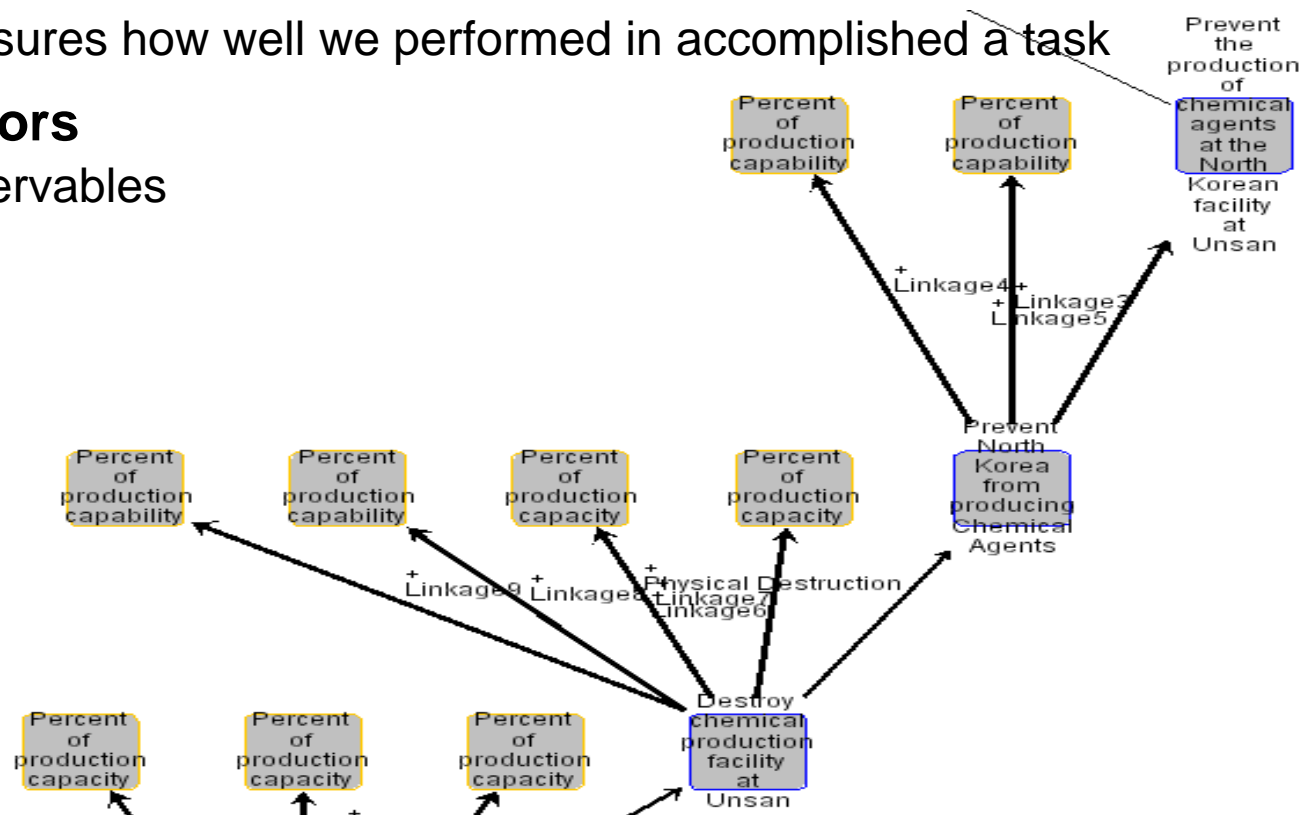 sures how well we performed in accomplished a task
ors
ervables
Prevent
the
production
of
chemical
agents
at the
North
Korean
facility
at
Unsan
Percent
of
production
capability
Percent
of
production
capability
+
Linkage4
+
Linkage3
+
Linkage5
Prevent
North
Korea
from
producing
Chemical
Agents
Percent
of
production
capability
Percent
of
production
capability
Percent
of
production
capacity
Percent
of
production
capacity
+
Linkage9
+
Linkage8
+
Physical Destruction
+
Linkage7
+
Linkage6
Destroy
chemical
production
facility
at
Unsan
Percent
of
production
capacity
Percent
of
production
capacity
Percent
of
production
capacity
+